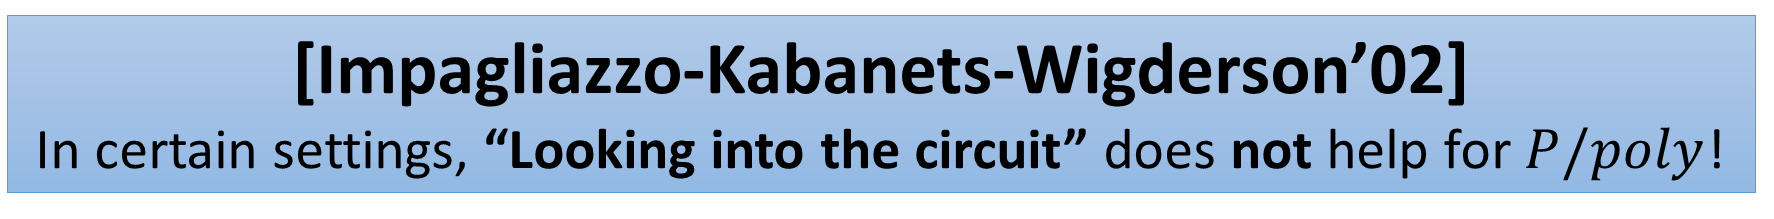 [Impagliazzo-Kabanets-Wigderson’02]
In certain settings, “Looking into the circuit” does not help for P/poly!